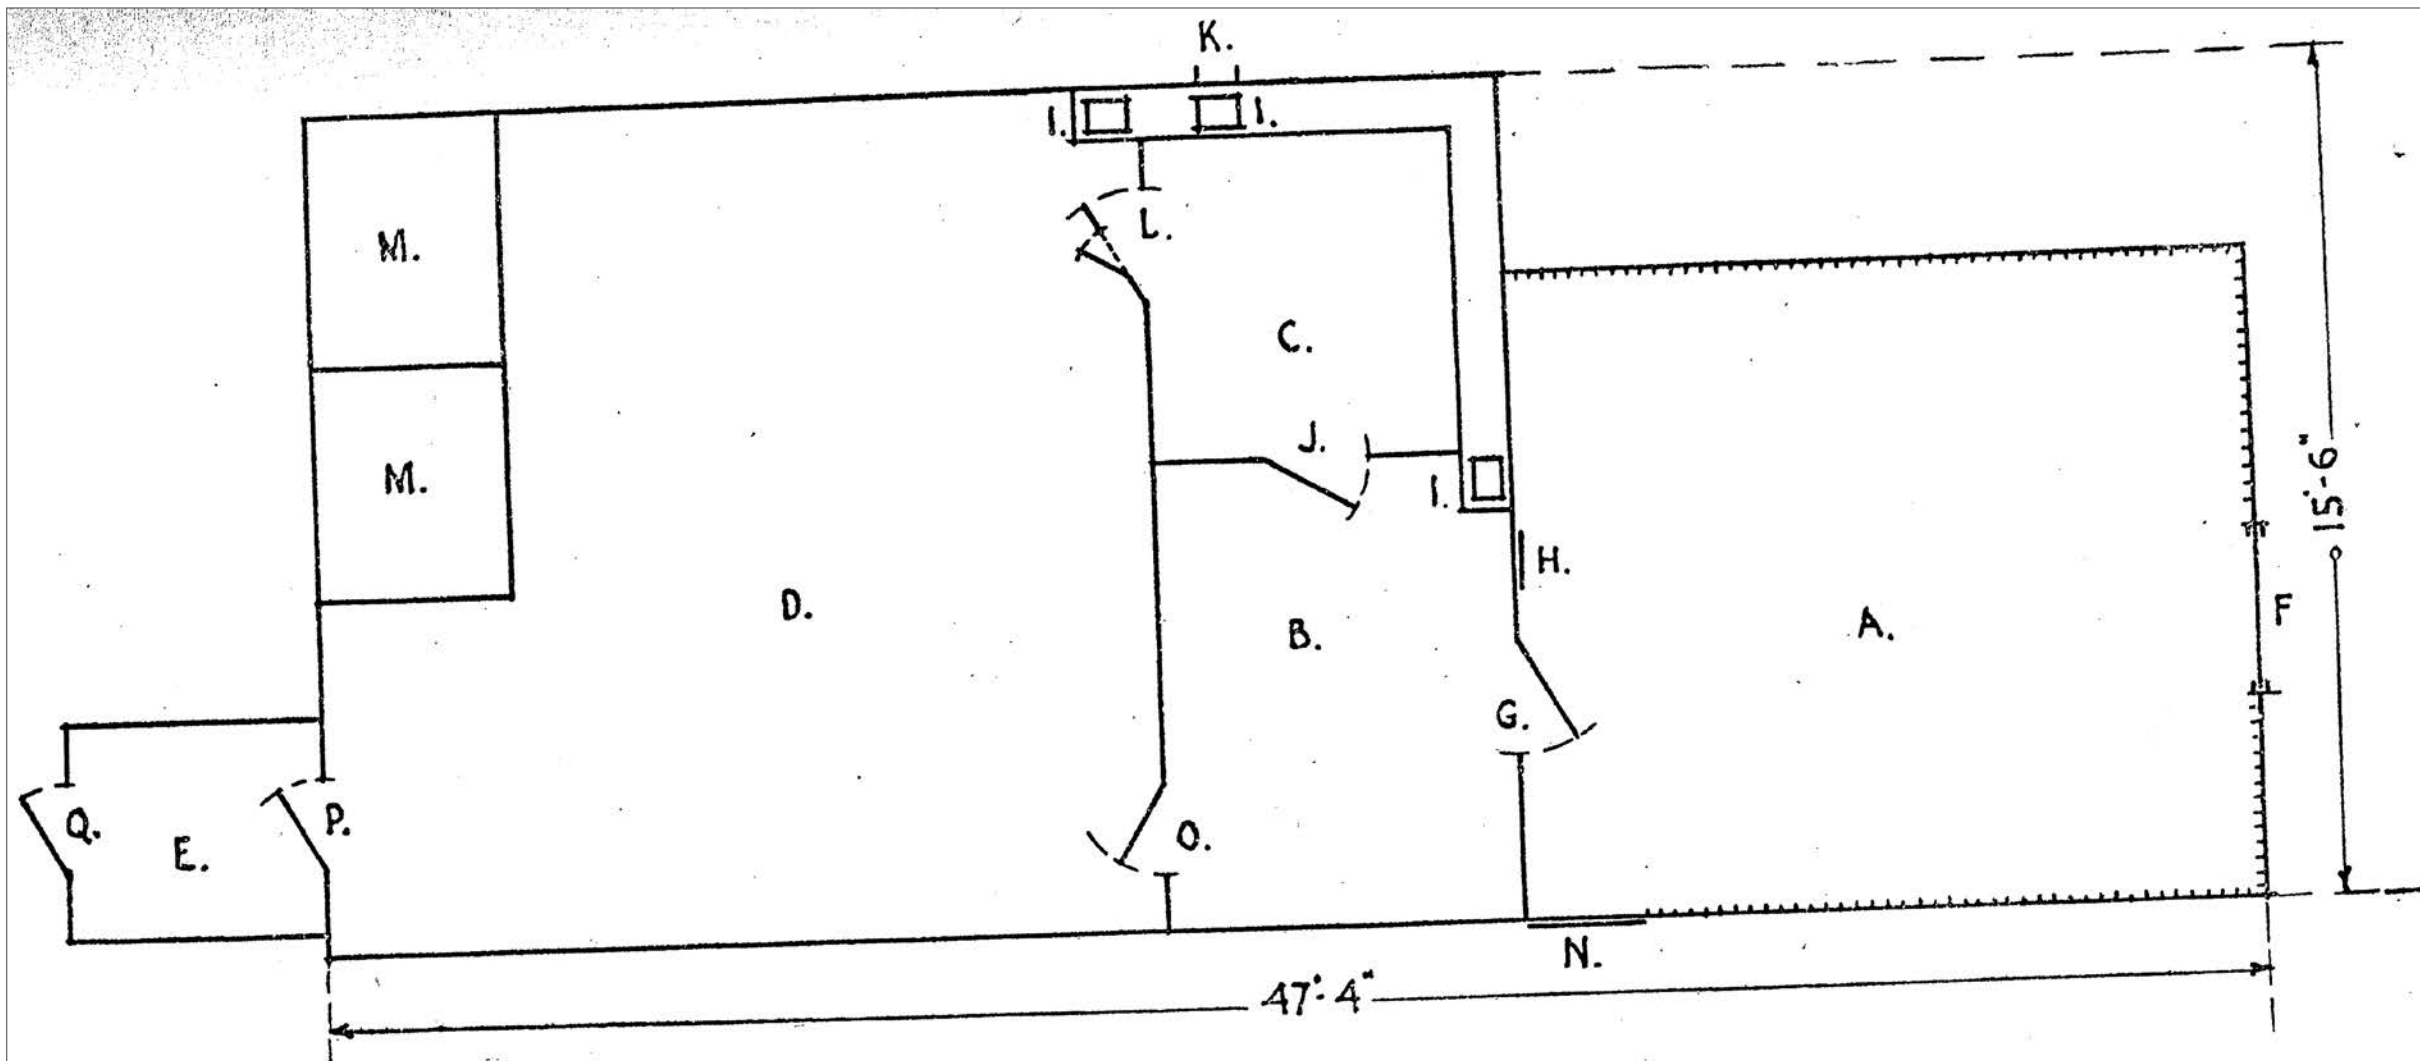 K.
I.
I.
L.
M.
C.
J.
M.
I.
15'-6"
H.
D.
B.
A.
F
G.
Q.
E.
P.
O.
N.
47'-4"